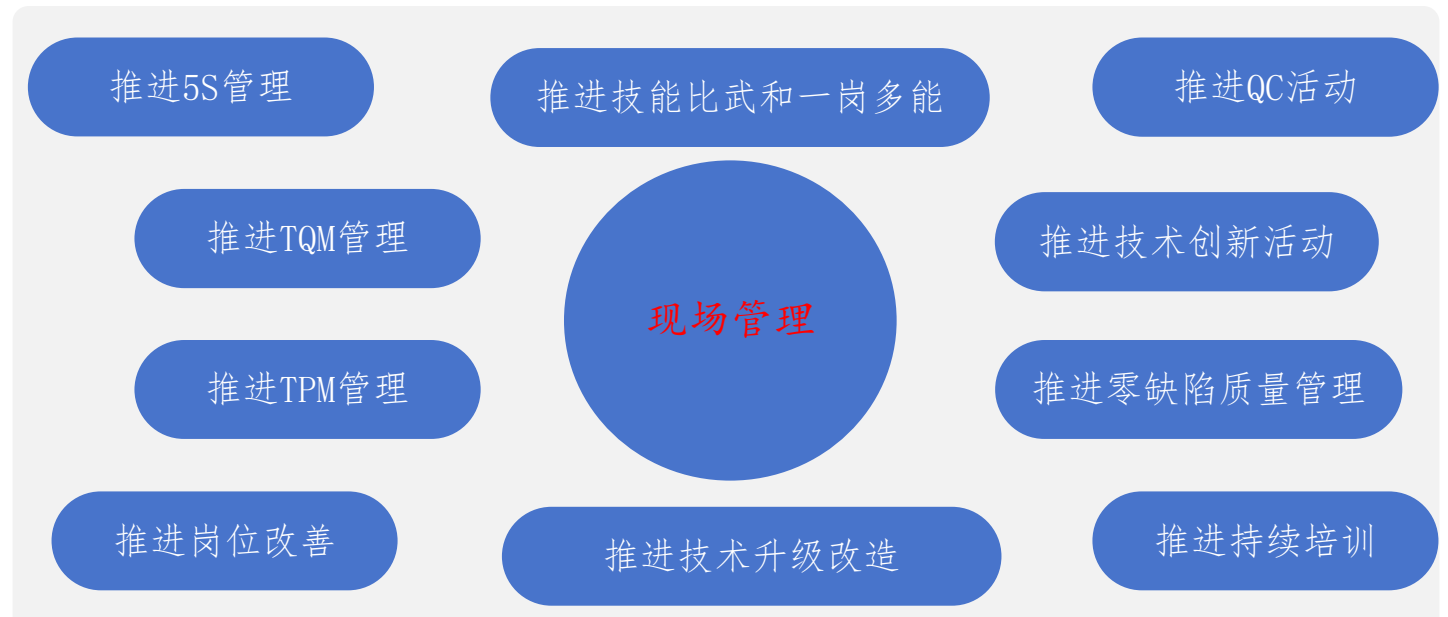 推进5S管理
推进技能比武和一岗多能
推进QC活动
推进TQM管理
推进技术创新活动
现场管理
推进TPM管理
推进零缺陷质量管理
推进岗位改善
推进技术升级改造
推进持续培训